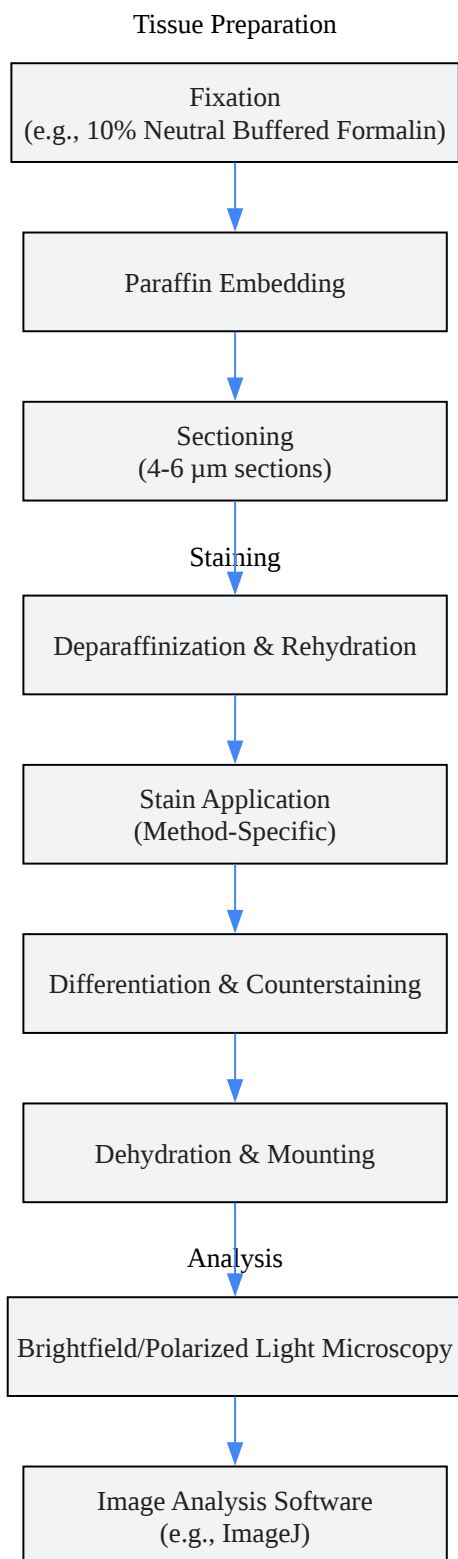 Tissue Preparation
Fixation
(e.g., 10% Neutral Buffered Formalin)
Paraffin Embedding
Sectioning
(4-6 µm sections)
Staining
Deparaffinization & Rehydration
Stain Application
(Method-Specific)
Differentiation & Counterstaining
Dehydration & Mounting
Analysis
Brightfield/Polarized Light Microscopy
Image Analysis Software
(e.g., ImageJ)